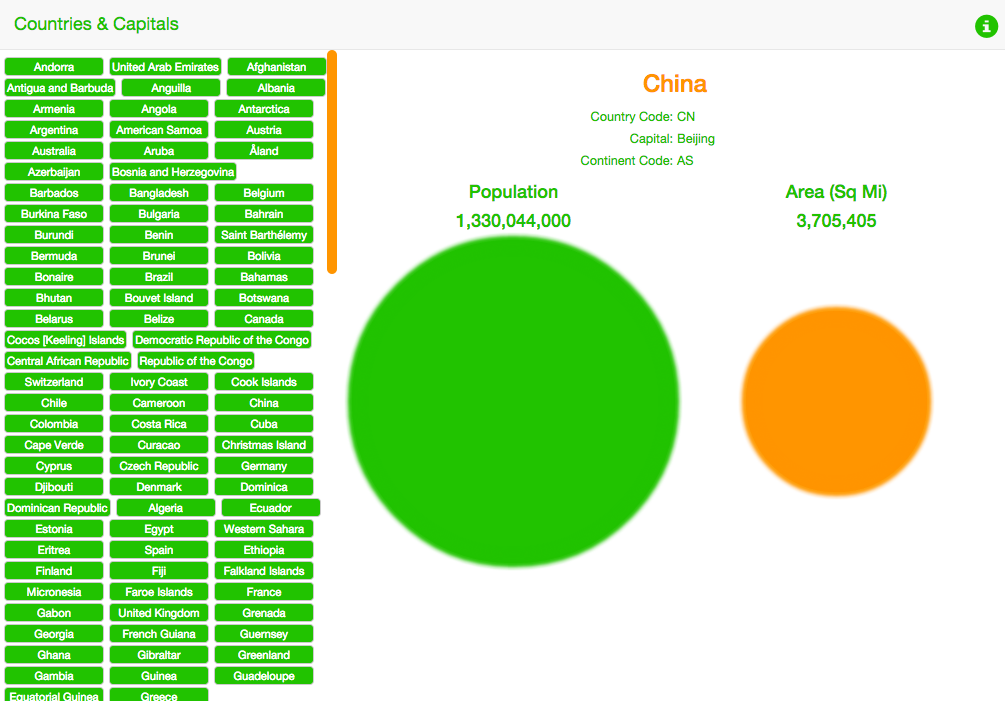 Countries & Capitals
Andorra United Arab Emirates Afghanistan
Antigua and Barbuda Anguilla Albania
Armenia Angola Antarctica
Argentina American Samoa Austria
Australia Aruba Åland
Azerbaijan Bosnia and Herzegovina
Barbados Bangladesh Belgium
Burkina Faso Bulgaria Bahrain
Burundi Benin Saint Barthélemy
Bermuda Brunei Bolivia
Bonaire Brazil Bahamas
Bhutan Bouvet Island Botswana
Belarus Belize Canada
Cocos [Keeling] Islands Democratic Republic of the Congo
Central African Republic Republic of the Congo
Switzerland Ivory Coast Cook Islands
Chile Cameroon China
Colombia Costa Rica Cuba
Cape Verde Curacao Christmas Island
Cyprus Czech Republic Germany
Djibouti Denmark Dominica
Dominican Republic Algeria Ecuador
Estonia Egypt Western Sahara
Eritrea Spain Ethiopia
Finland Fiji Falkland Islands
Micronesia Faroe Islands France
Gabon United Kingdom Grenada
Georgia French Guiana Guernsey
Ghana Gibraltar Greenland
Gambia Guinea Guadeloupe
Equatorial Guinea Greece
China
Country Code: CN
Capital: Beijing
Continent Code: AS
Population
1,330,044,000
Area (Sq Mi)
3,705,405